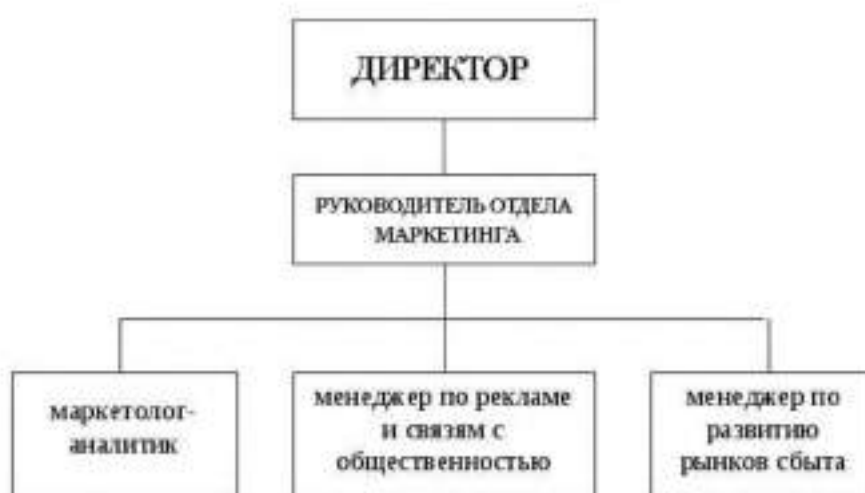 ДИРЕКТОР
РУКОВОДИТЕЛЬ ОТДЕЛА
МАРКЕТИНГА
маркетолог-
аналитик
менеджер по рекламе
и связям с
общественностью
менеджер по
развитию
рынков сбыта